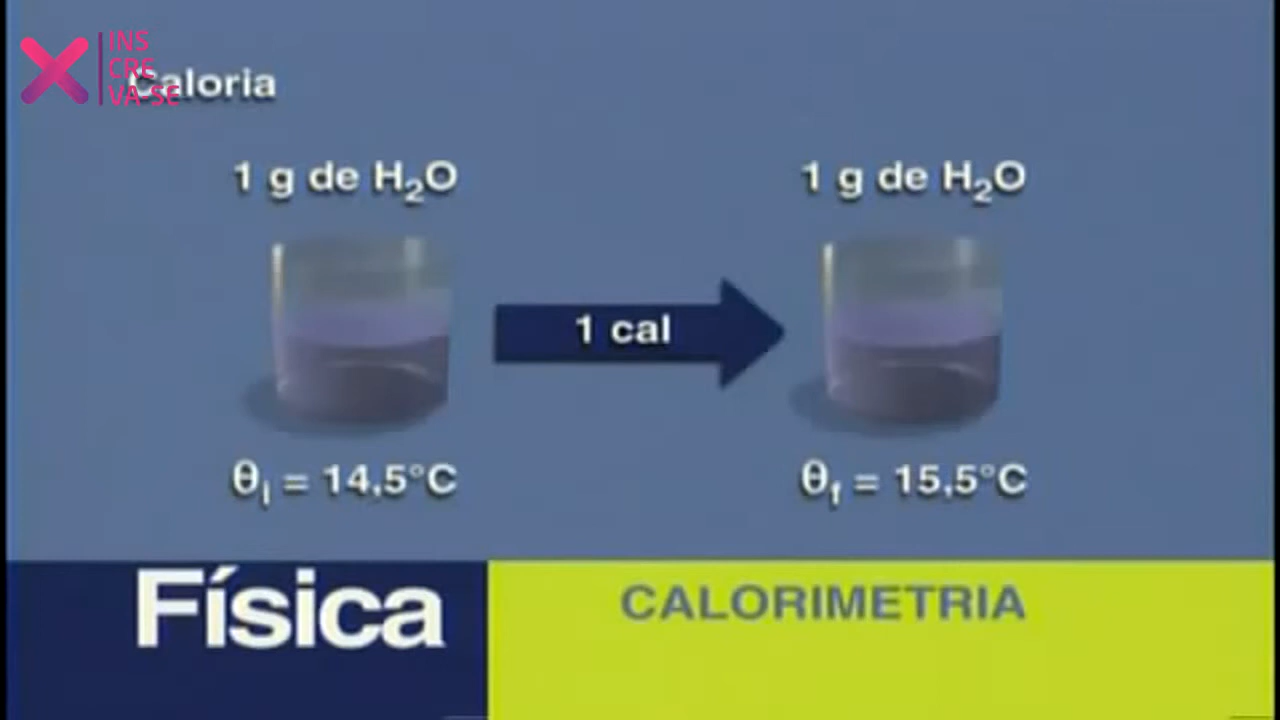 INS
CRE
VA-SE
Caloria
1 g de H₂O
1 g de H₂O
1 cal
θi = 14,5°C
θf = 15,5°C
Física
CALORIMETRIA